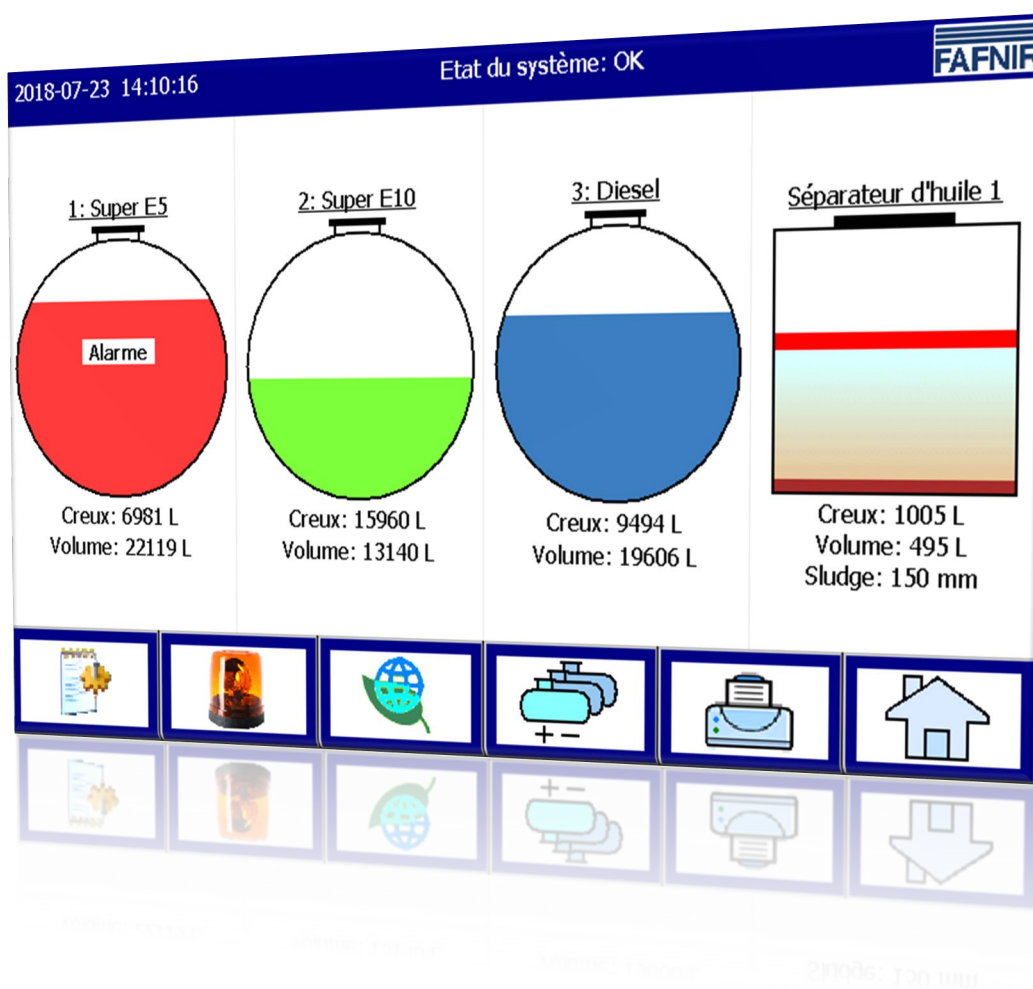 2018-07-23 14:10:16
Etat du système: OK
FAFNIR
1: Super E5
Alarme
Creux: 6981 L
Volume: 22119 L
2: Super E10
Creux: 15960 L
Volume: 13140 L
3: Diesel
Creux: 9494 L
Volume: 19606 L
Séparateur d'huile 1
Creux: 1005 L
Volume: 495 L
Sludge: 150 mm
+ −